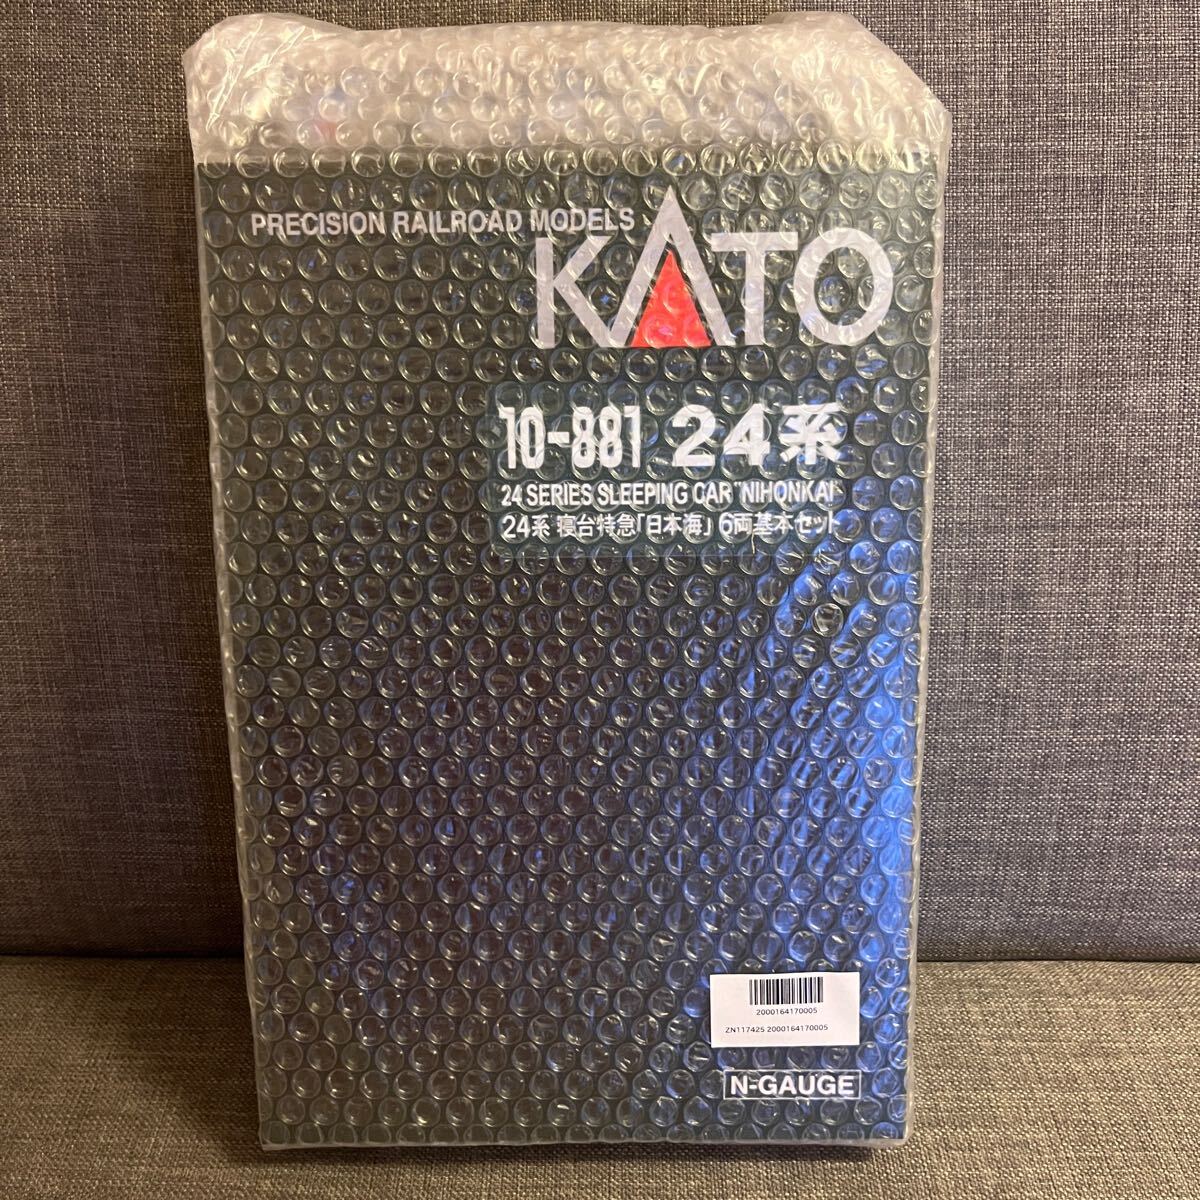 PRECISION RAILROAD MODELS
KATO
10-881 24系
24 SERIES SLEEPING CAR "NIHONKAI"
24系 寝台特急「日本海」 6両基本セット
2000164170005
ZN117425 2000164170005
N-GAUGE